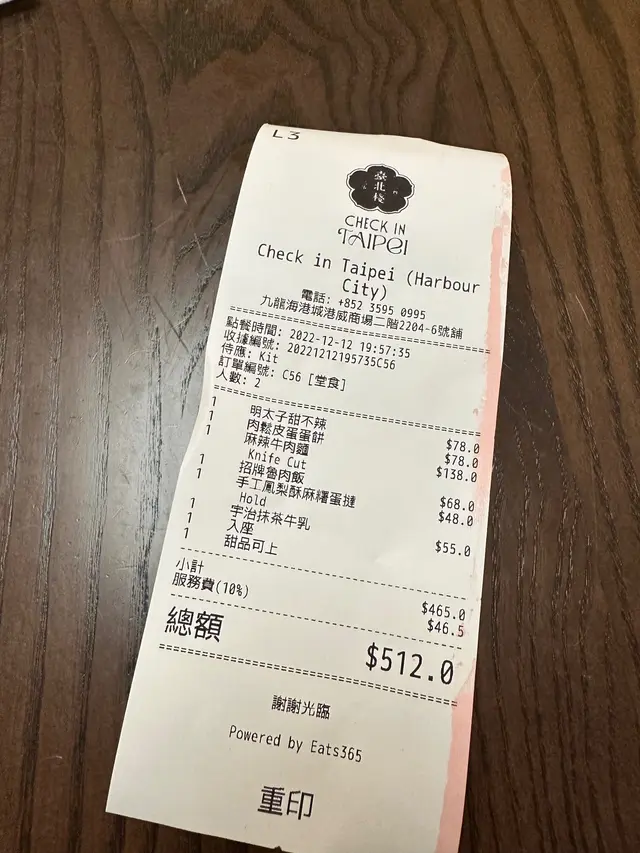 L3
臺北棧
CHECK IN
TAIPEI
Check in Taipei (Harbour
City)
電話: +852 3595 0995
九龍海港城港威商場二階2204-6號舖
點餐時間: 2022-12-12 19:57:35
收據編號: 20221212195735C56
侍應: Kit
訂單編號: C56 [堂食]
人數: 2
1 明太子甜不辣 $78.0
1 肉鬆皮蛋蛋餅 $78.0
1 麻辣牛肉麵 $138.0
Knife Cut
1 招牌魯肉飯 $68.0
1 手工鳳梨酥麻糬蛋撻 $48.0
Hold
1 宇治抹茶牛乳 $55.0
1 入座
1 甜品可上
小計 $465.0
服務費(10%) $46.5
總額 $512.0
謝謝光臨
Powered by Eats365
重印